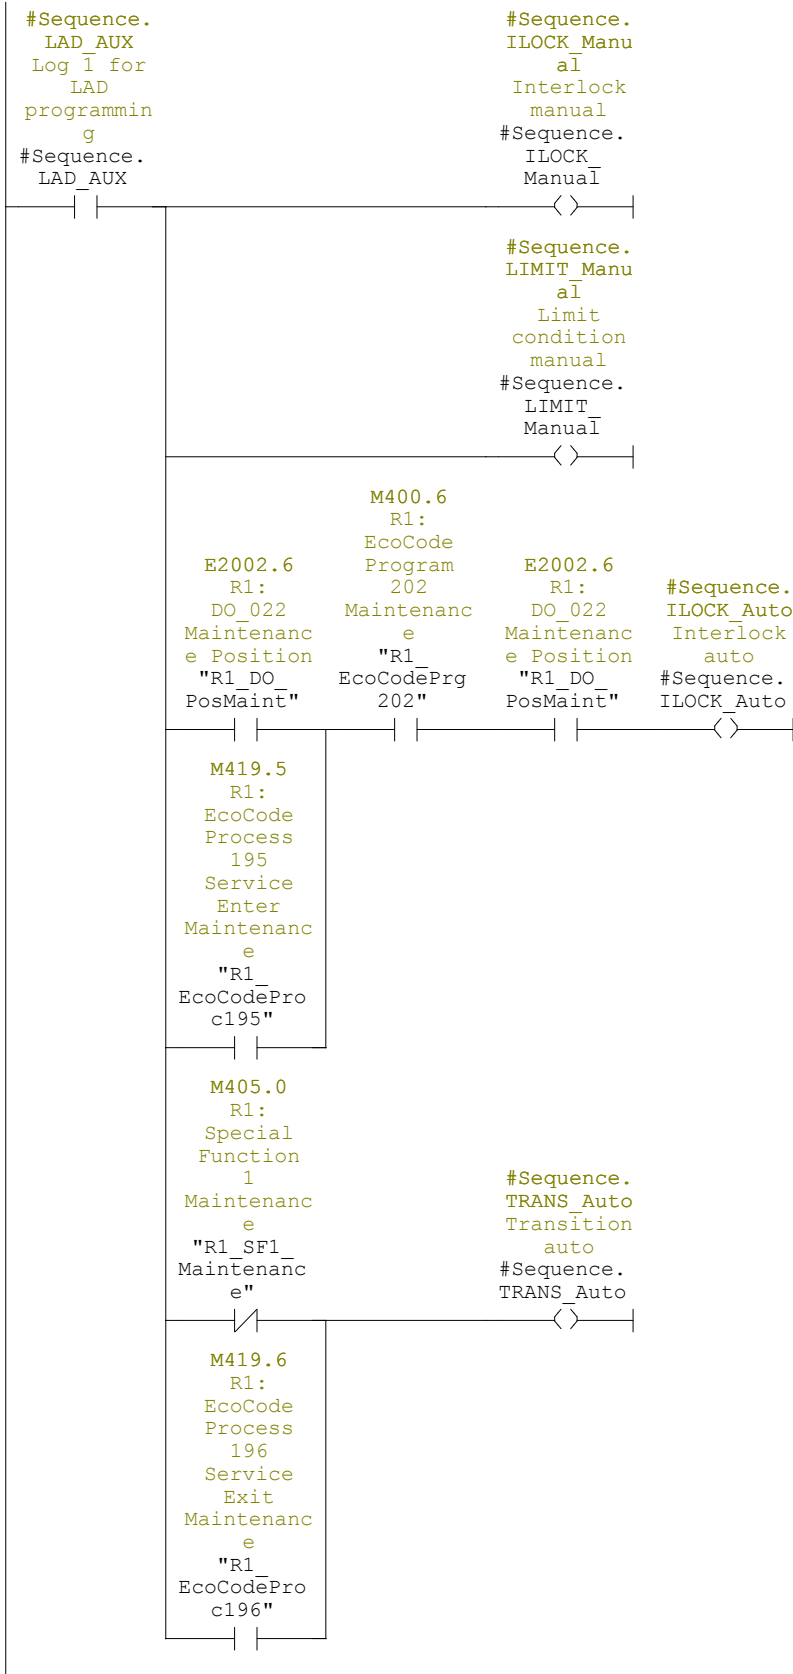 #Sequence.
LAD_AUX
Log 1 for
LAD
programmin
g
#Sequence.
LAD_AUX
#Sequence.
ILOCK_Manu
al
Interlock
manual
#Sequence.
ILOCK_
Manual
#Sequence.
LIMIT_Manu
al
Limit
condition
manual
#Sequence.
LIMIT_
Manual
E2002.6
R1:
DO_022
Maintenanc
e Position
"R1_DO_
PosMaint"
M400.6
R1:
EcoCode
Program
202
Maintenanc
e
"R1_
EcoCodePrg
202"
E2002.6
R1:
DO_022
Maintenanc
e Position
"R1_DO_
PosMaint"
#Sequence.
ILOCK_Auto
Interlock
auto
#Sequence.
ILOCK_Auto
M419.5
R1:
EcoCode
Process
195
Service
Enter
Maintenanc
e
"R1_
EcoCodePro
c195"
M405.0
R1:
Special
Function
1
Maintenanc
e
"R1_SF1_
Maintenanc
e"
#Sequence.
TRANS_Auto
Transition
auto
#Sequence.
TRANS_Auto
M419.6
R1:
EcoCode
Process
196
Service
Exit
Maintenanc
e
"R1_
EcoCodePro
c196"